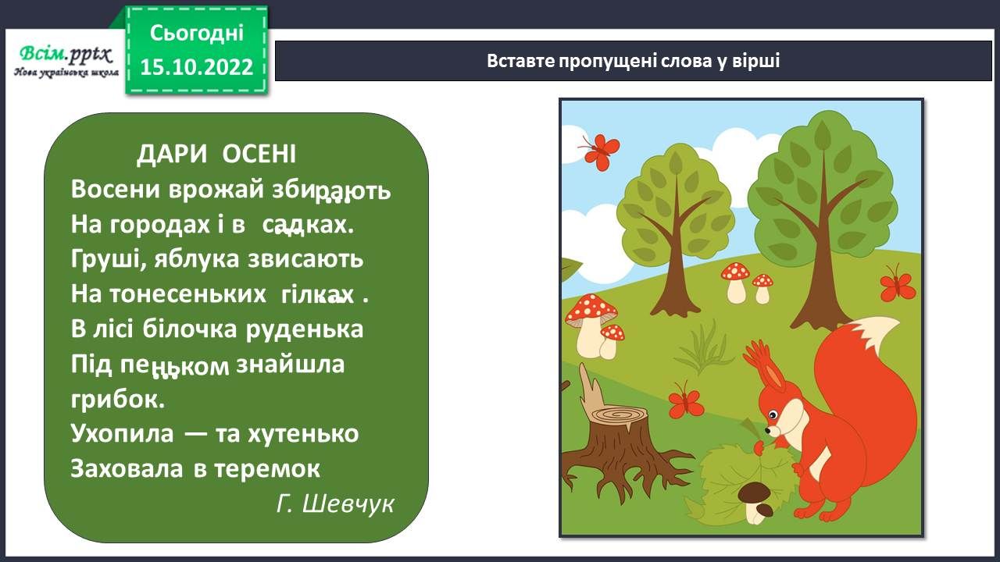 Всім.pptx
Нова українська школа
Сьогодні
15.10.2022
Вставте пропущені слова у вірші
ДАРИ ОСЕНІ
Восени врожай збирають
На городах і в садках.
Груші, яблука звисають
На тонесеньких гілках .
В лісі білочка руденька
Під пеньком знайшла
грибок.
Ухопила — та хутенько
Заховала в теремок
Г. Шевчук